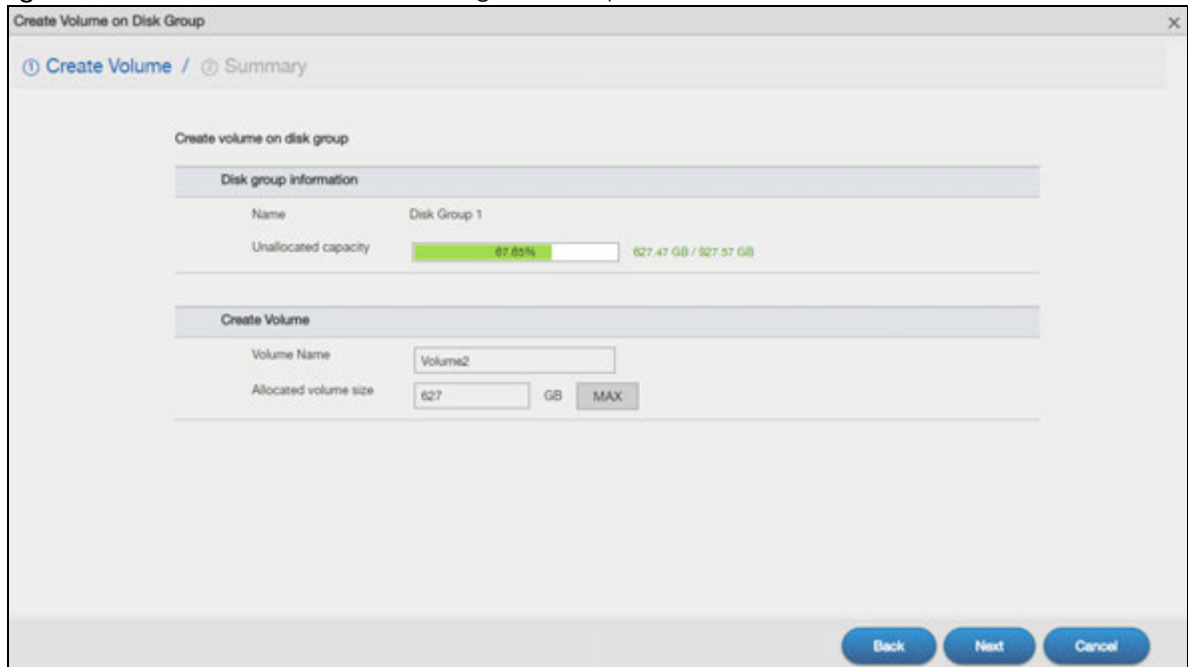 Create Volume on Disk Group
① Create Volume / ② Summary
Create volume on disk group
Disk group information
Name Disk Group 1
Unallocated capacity 67.65% 627.47 GB / 927.57 GB
Create Volume
Volume Name Volume2
Allocated volume size 627 GB MAX
Back Next Cancel